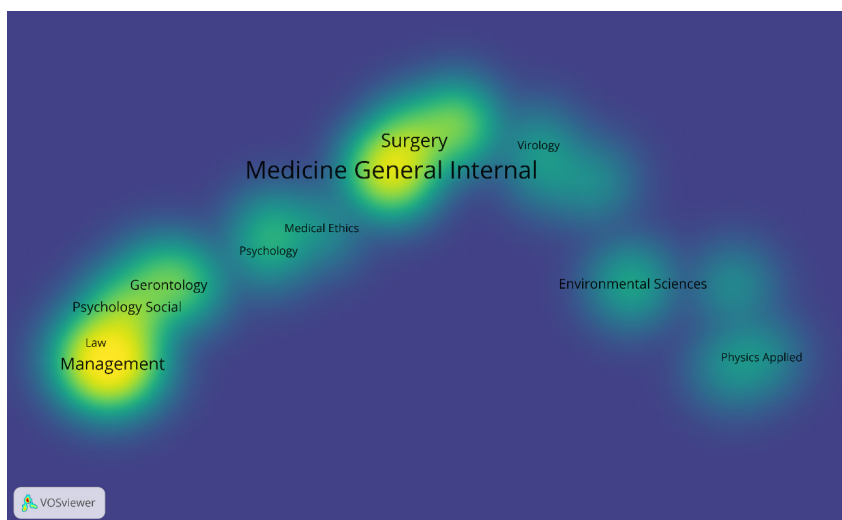 Surgery
Virology
Medicine General Internal
Medical Ethics
Psychology
Gerontology
Environmental Sciences
Psychology Social
Law
Physics Applied
Management
VOSviewer